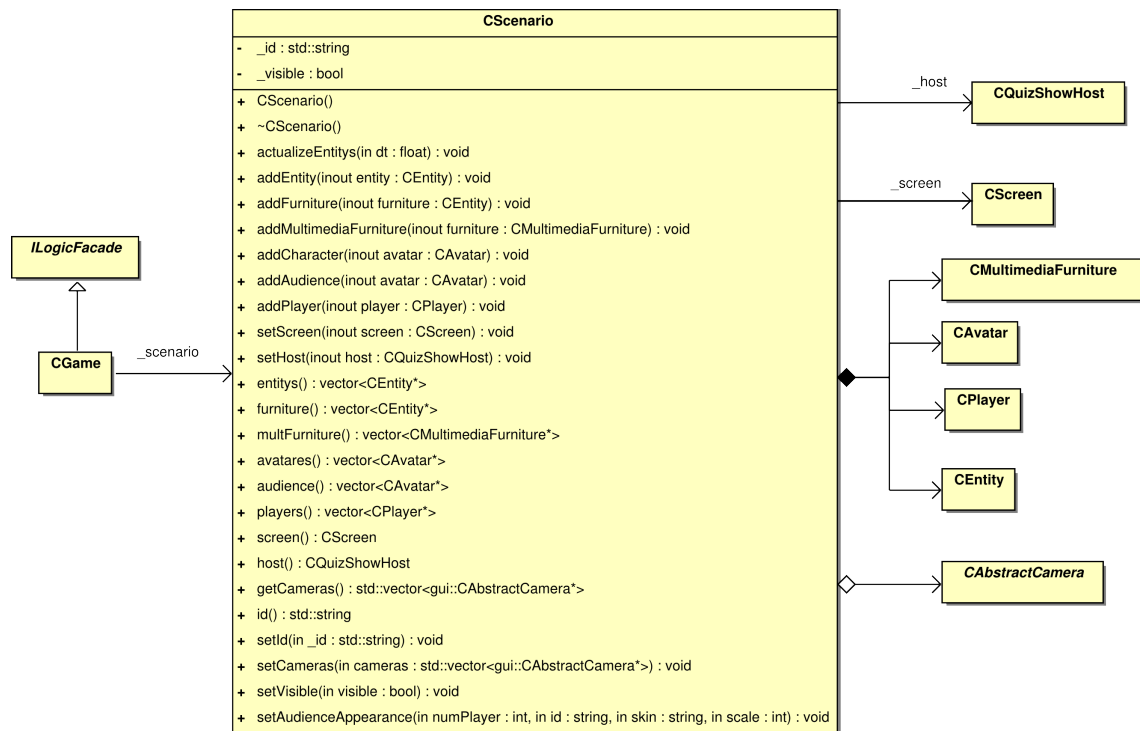 CScenario
- _id : std::string
- _visible : bool
+ CScenario()
+ ~CScenario()
+ actualizeEntitys(in dt : float) : void
+ addEntity(inout entity : CEntity) : void
+ addFurniture(inout furniture : CEntity) : void
+ addMultimediaFurniture(inout furniture : CMultimediaFurniture) : void
+ addCharacter(inout avatar : CAvatar) : void
+ addAudience(inout avatar : CAvatar) : void
+ addPlayer(inout player : CPlayer) : void
+ setScreen(inout screen : CScreen) : void
+ setHost(inout host : CQuizShowHost) : void
+ entitys() : vector<CEntity*>
+ furniture() : vector<CEntity*>
+ multFurniture() : vector<CMultimediaFurniture*>
+ avatares() : vector<CAvatar*>
+ audience() : vector<CAvatar*>
+ players() : vector<CPlayer*>
+ screen() : CScreen
+ host() : CQuizShowHost
+ getCameras() : std::vector<gui::CAbstractCamera*>
+ id() : std::string
+ setId(in _id : std::string) : void
+ setCameras(in cameras : std::vector<gui::CAbstractCamera*>) : void
+ setVisible(in visible : bool) : void
+ setAudienceAppearance(in numPlayer : int, in id : string, in skin : string, in scale : int) : void
ILogicFacade
CGame
_scenario
_host
CQuizShowHost
_screen
CScreen
CMultimediaFurniture
CAvatar
CPlayer
CEntity
CAbstractCamera